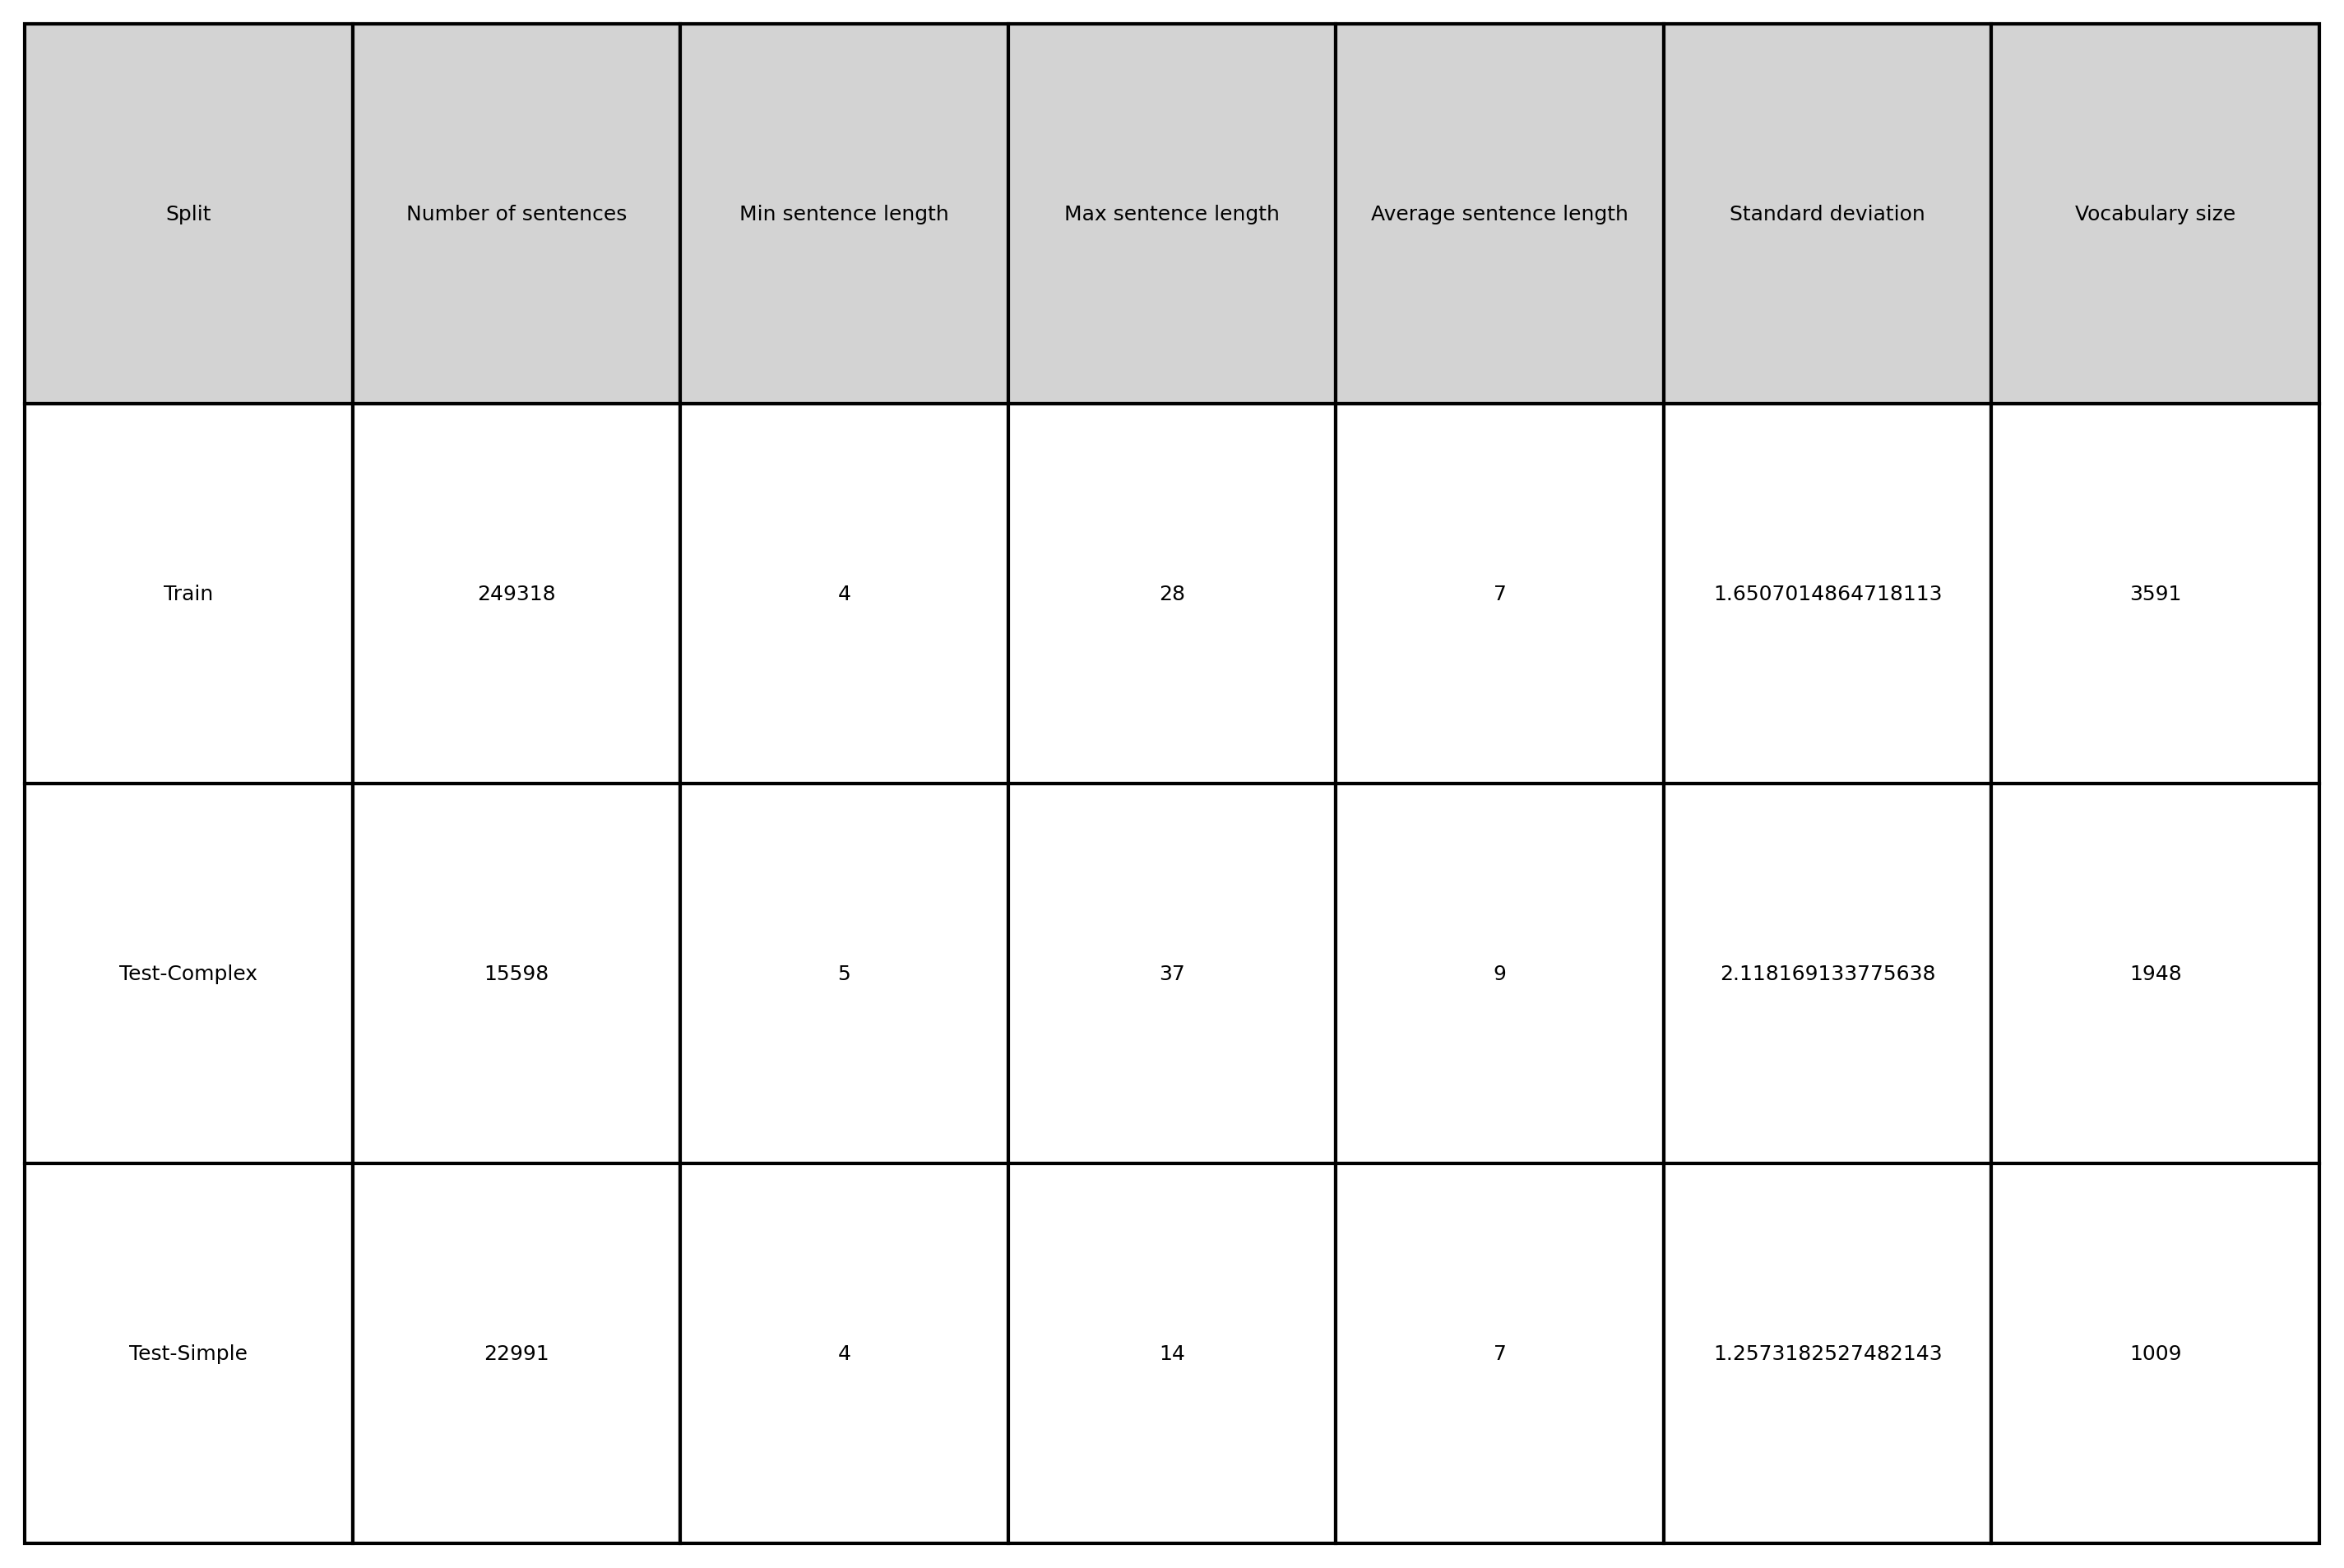 Split Number of sentences Min sentence length Max sentence length Average sentence length Standard deviation Vocabulary size
Train 249318 4 28 7 1.6507014864718113 3591
Test-Complex 15598 5 37 9 2.118169133775638 1948
Test-Simple 22991 4 14 7 1.2573182527482143 1009